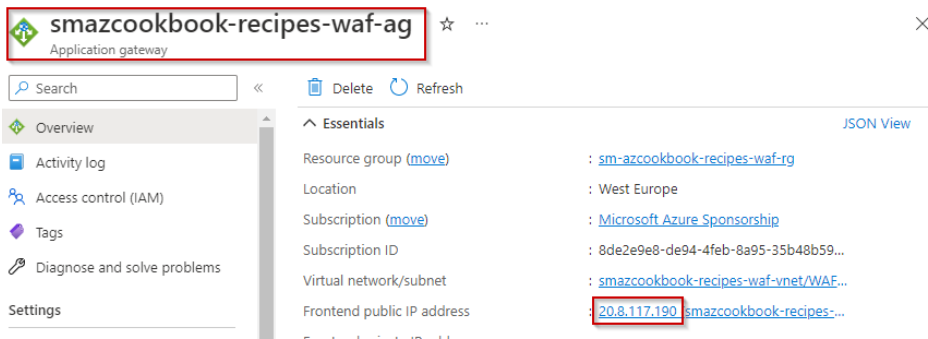 smazcookbook-recipes-waf-ag
Application gateway
Search
Delete Refresh
Overview
Essentials JSON View
Activity log
Resource group (move) : sm-azcookbook-recipes-waf-rg
Access control (IAM)
Location : West Europe
Tags
Subscription (move) : Microsoft Azure Sponsorship
Subscription ID : 8de2e9e8-de94-4feb-8a95-35b48b59...
Diagnose and solve problems
Virtual network/subnet : smazcookbook-recipes-waf-vnet/WAF...
Settings
Frontend public IP address : 20.8.117.190 smazcookbook-recipes-...